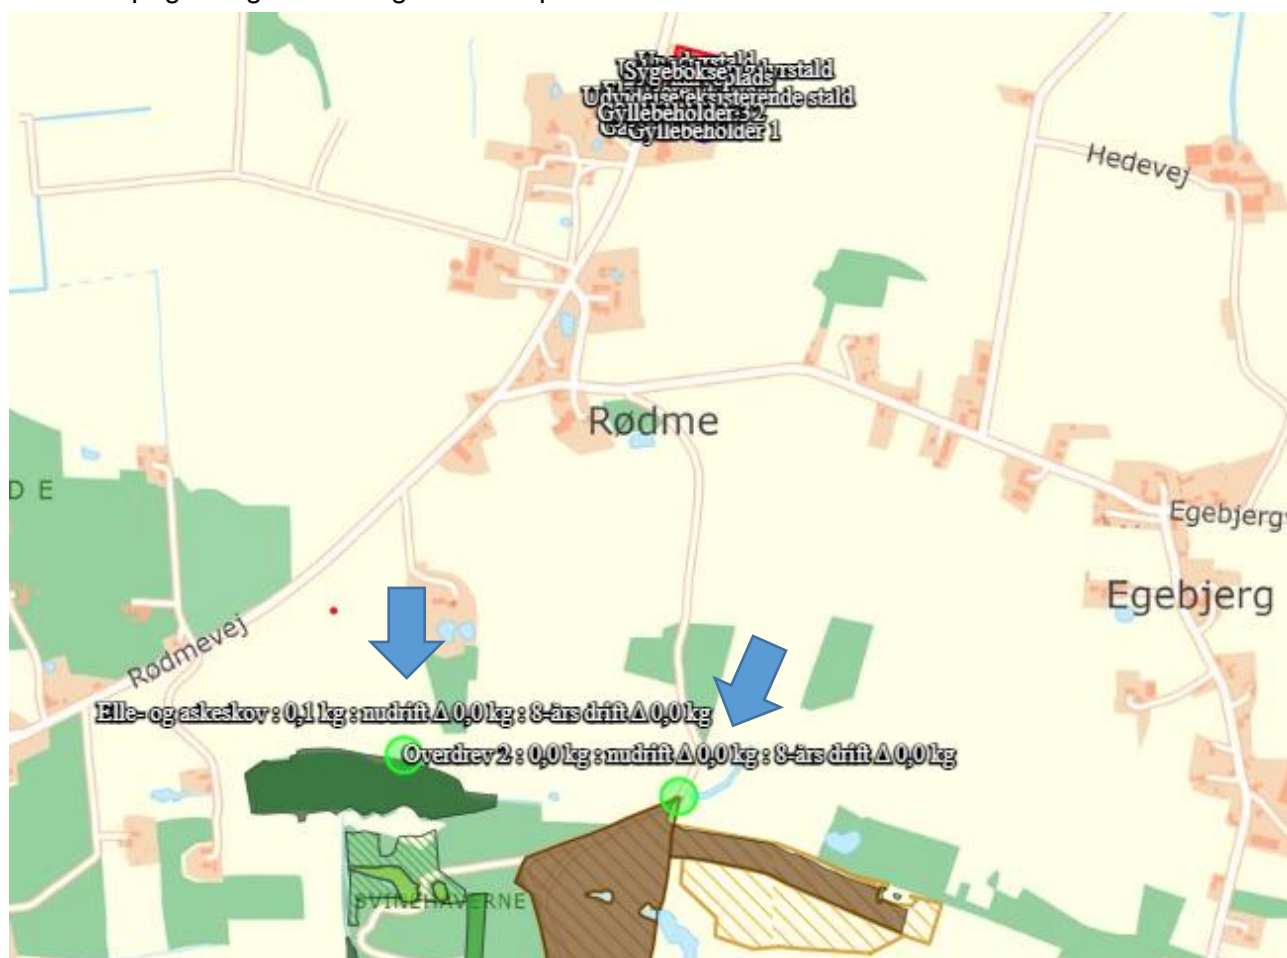 Sygebokse
Udvidelse eksisterende stald
Gyllebeholder 1
Hedevej
Rødme
D E
Egebjerg
Rødmevej
Elle- og askeskov : 0,1 kg : nudrift Δ 0,0 kg : 8-års drift Δ 0,0 kg
Overdrev 2 : 0,0 kg : nudrift Δ 0,0 kg : 8-års drift Δ 0,0 kg
SVINEHAVERNE